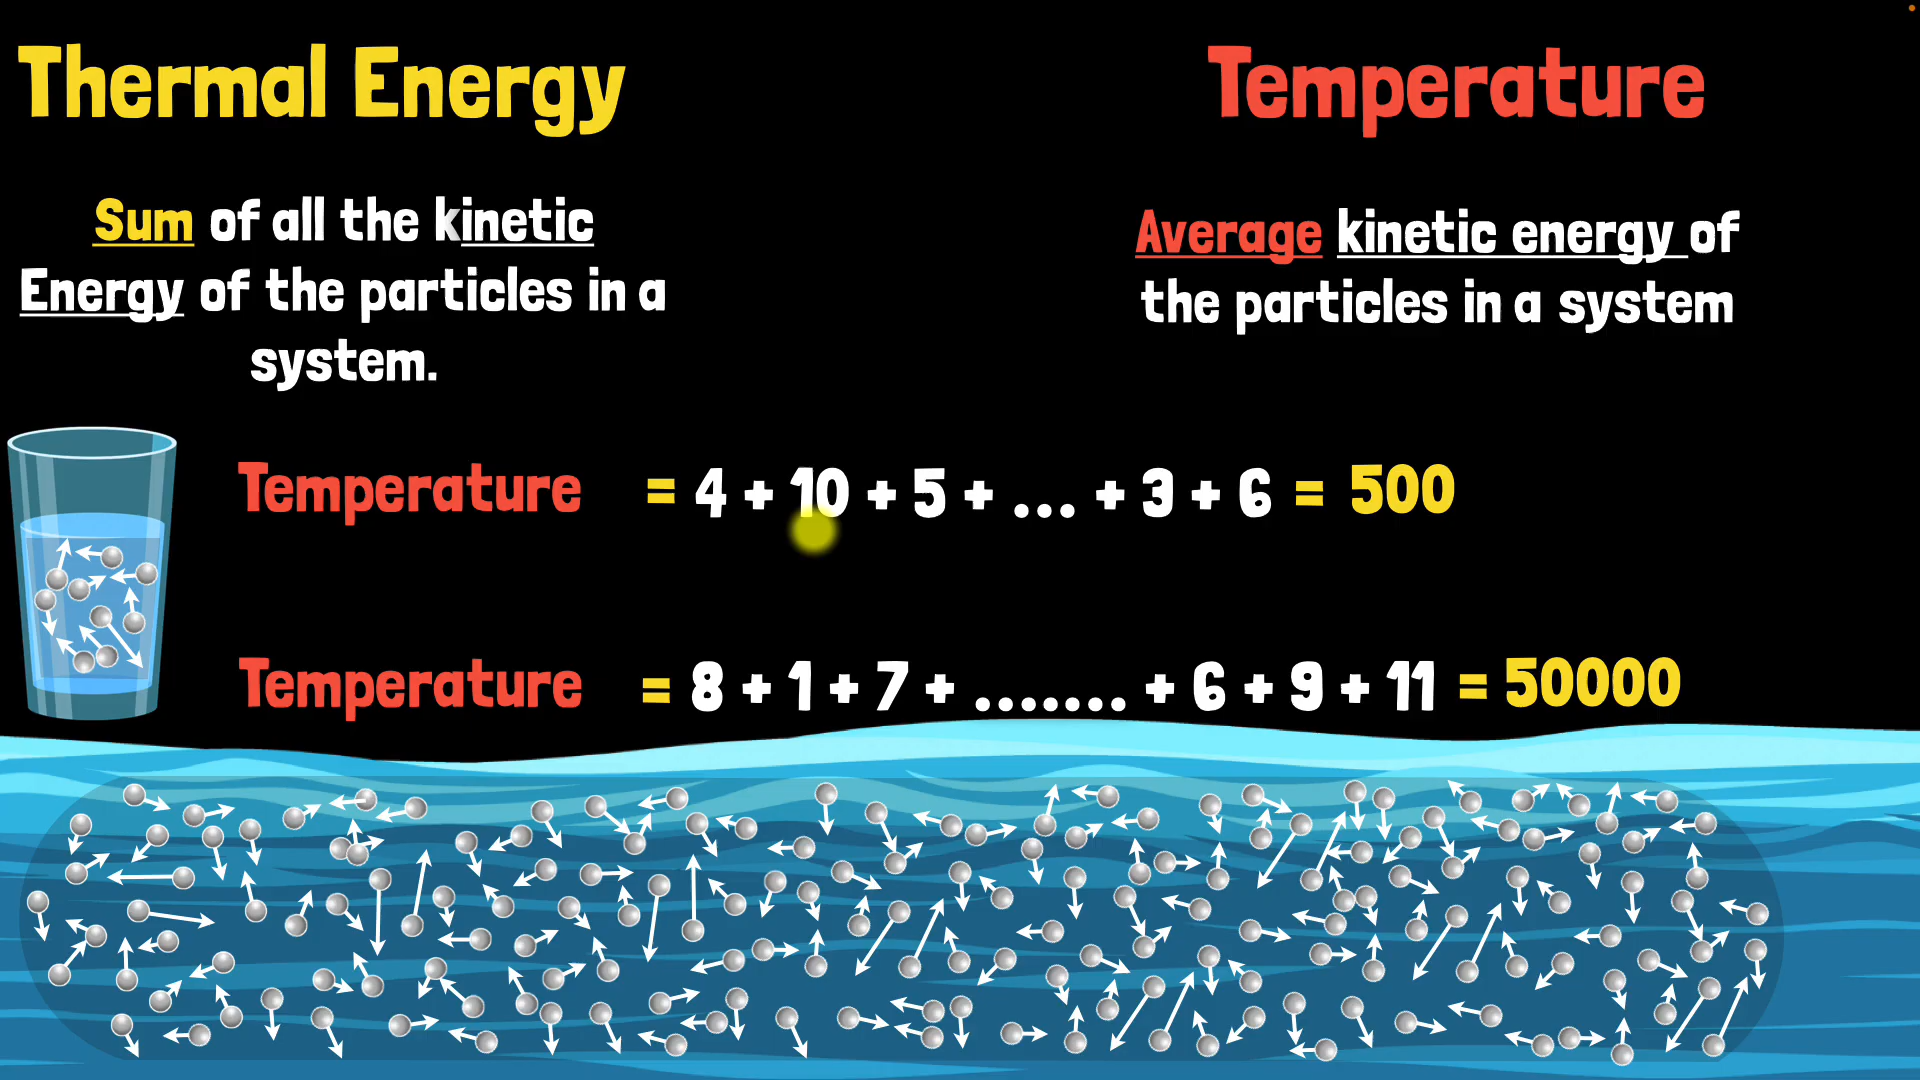 Thermal Energy
Temperature
Sum of all the kinetic
Energy of the particles in a
system.
Average kinetic energy of
the particles in a system
Temperature = 4 + 10 + 5 + ... + 3 + 6 = 500
Temperature = 8 + 1 + 7 + ....... + 6 + 9 + 11 = 50000